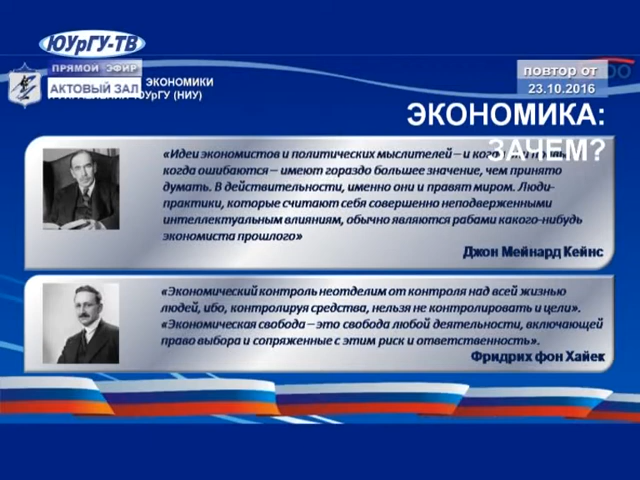 ЮУрГУ-ТВ
ПРЯМОЙ ЭФИР
АКТОВЫЙ ЗАЛ
ЭКОНОМИКИ
ЮУрГУ (НИУ)
повтор от
23.10.2016
ЭКОНОМИКА:
ЗАЧЕМ?
«Идеи экономистов и политических мыслителей – и
когда ошибаются – имеют гораздо большее значение, чем принято
думать. В действительности, именно они и правят миром. Люди-
практики, которые считают себя совершенно неподверженными
интеллектуальным влияниям, обычно являются рабами какого-нибудь
экономиста прошлого»
Джон Мейнард Кейнс
«Экономический контроль неотделим от контроля над всей жизнью
людей, ибо, контролируя средства, нельзя не контролировать и цели».
«Экономическая свобода – это свобода любой деятельности, включающей
право выбора и сопряженные с этим риск и ответственность».
Фридрих фон Хайек